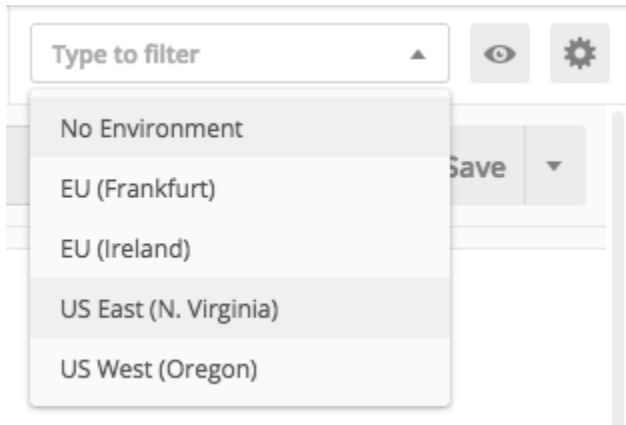 Type to filter
No Environment
Save
EU (Frankfurt)
EU (Ireland)
US East (N. Virginia)
US West (Oregon)